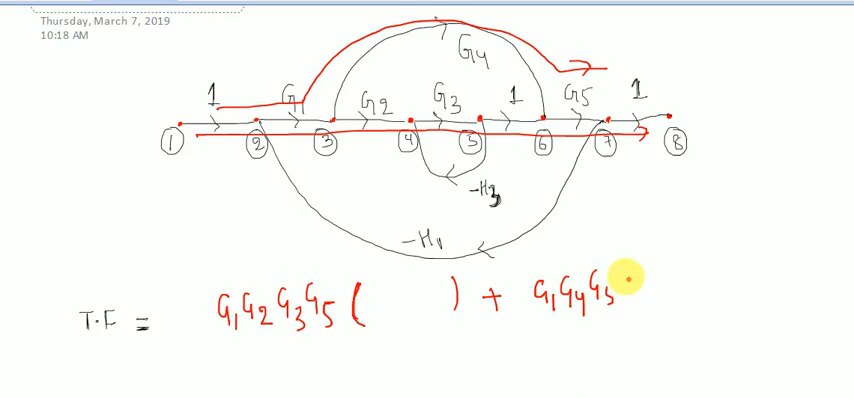 Thursday, March 7, 2019
10:18 AM
G4
1 G1 G2 G3 1 G5 1
1 2 3 4 5 6 7 8
-H3
-H1
T.F = G1G2G3G5 ( ) + G1G4G5